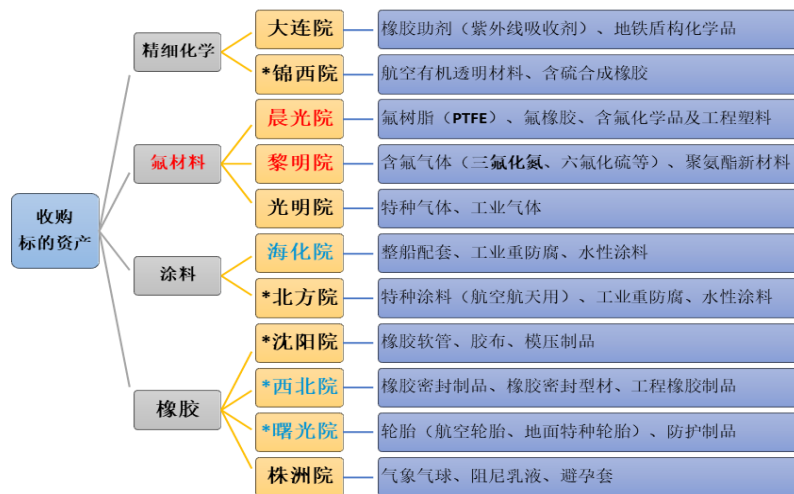 收购
标的资产
精细化学
大连院
橡胶助剂（紫外线吸收剂）、地铁盾构化学品
*锦西院
航空有机透明材料、含硫合成橡胶
氟材料
晨光院
氟树脂（PTFE）、氟橡胶、含氟化学品及工程塑料
黎明院
含氟气体（三氟化氮、六氟化硫等）、聚氨酯新材料
光明院
特种气体、工业气体
涂料
海化院
整船配套、工业重防腐、水性涂料
*北方院
特种涂料（航空航天用）、工业重防腐、水性涂料
橡胶
*沈阳院
橡胶软管、胶布、模压制品
*西北院
橡胶密封制品、橡胶密封型材、工程橡胶制品
*曙光院
轮胎（航空轮胎、地面特种轮胎）、防护制品
株洲院
气象气球、阻尼乳液、避孕套